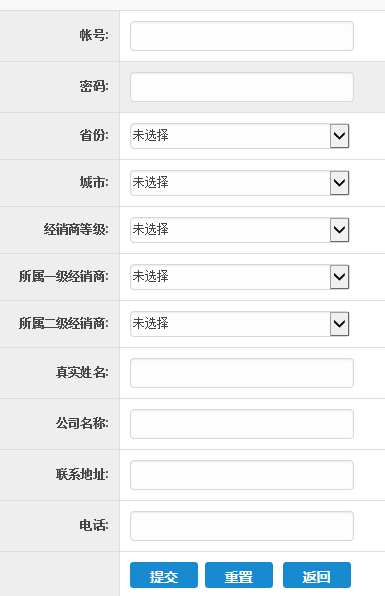 帐号:
密码:
省份:
未选择
城市:
未选择
经销商等级:
未选择
所属一级经销商:
未选择
所属二级经销商:
未选择
真实姓名:
公司名称:
联系地址:
电话:
提交 重置 返回